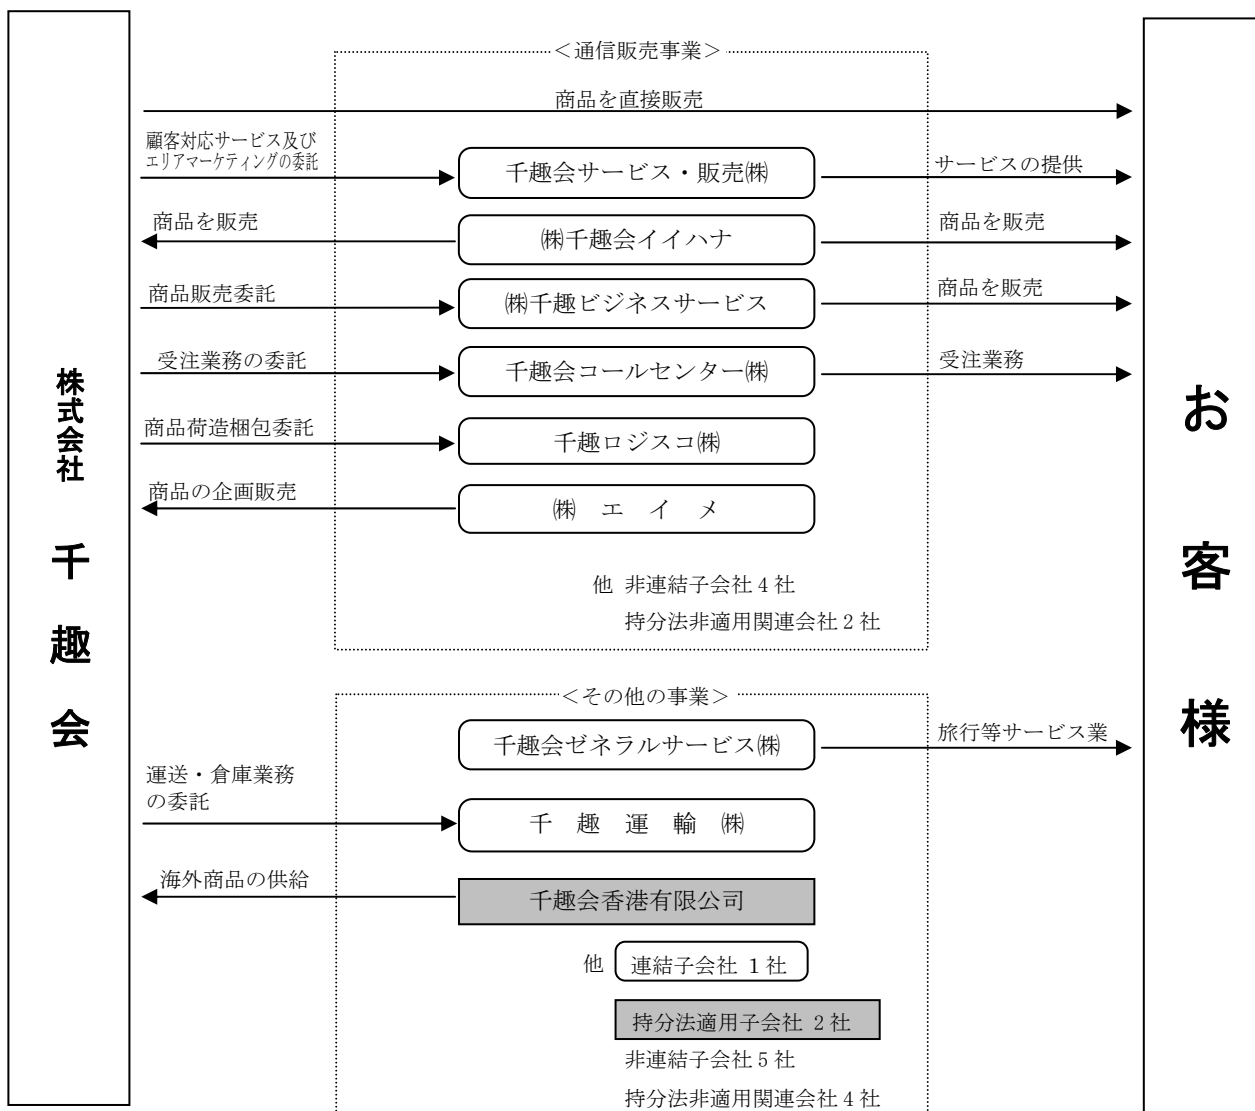 株式会社 千趣会
＜通信販売事業＞
商品を直接販売
顧客対応サービス及び
エリアマーケティングの委託
千趣会サービス・販売㈱
サービスの提供
商品を販売
㈱千趣会イイハナ
商品を販売
商品販売委託
㈱千趣ビジネスサービス
商品を販売
受注業務の委託
千趣会コールセンター㈱
受注業務
商品荷造梱包委託
千趣ロジスコ㈱
商品の企画販売
㈱ エ イ メ
他 非連結子会社４社
持分法非適用関連会社２社
＜その他の事業＞
千趣会ゼネラルサービス㈱
旅行等サービス業
運送・倉庫業務
の委託
千 趣 運 輸 ㈱
海外商品の供給
千趣会香港有限公司
他 連結子会社 １社
持分法適用子会社 ２社
非連結子会社５社
持分法非適用関連会社４社
お客様